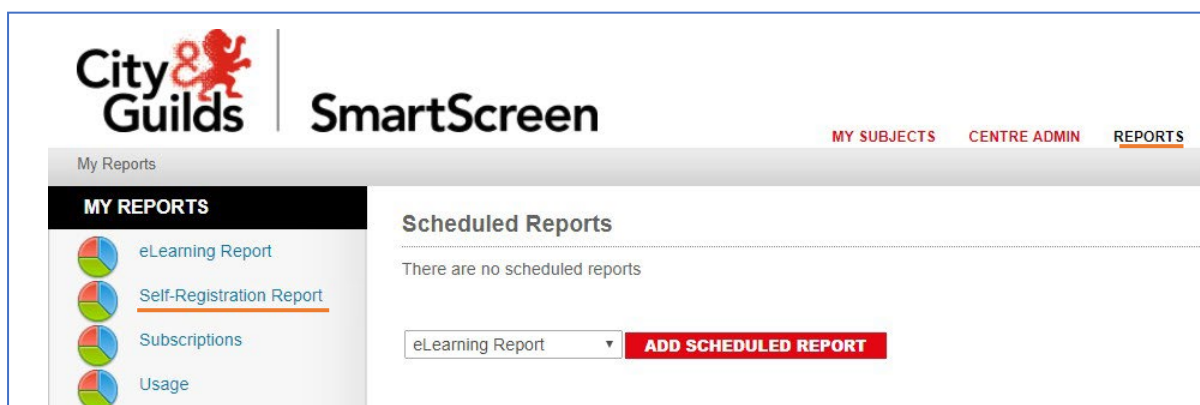 City & Guilds
SmartScreen
MY SUBJECTS CENTRE ADMIN REPORTS
My Reports
MY REPORTS
eLearning Report
Self-Registration Report
Subscriptions
Usage
Scheduled Reports
There are no scheduled reports
eLearning Report ADD SCHEDULED REPORT